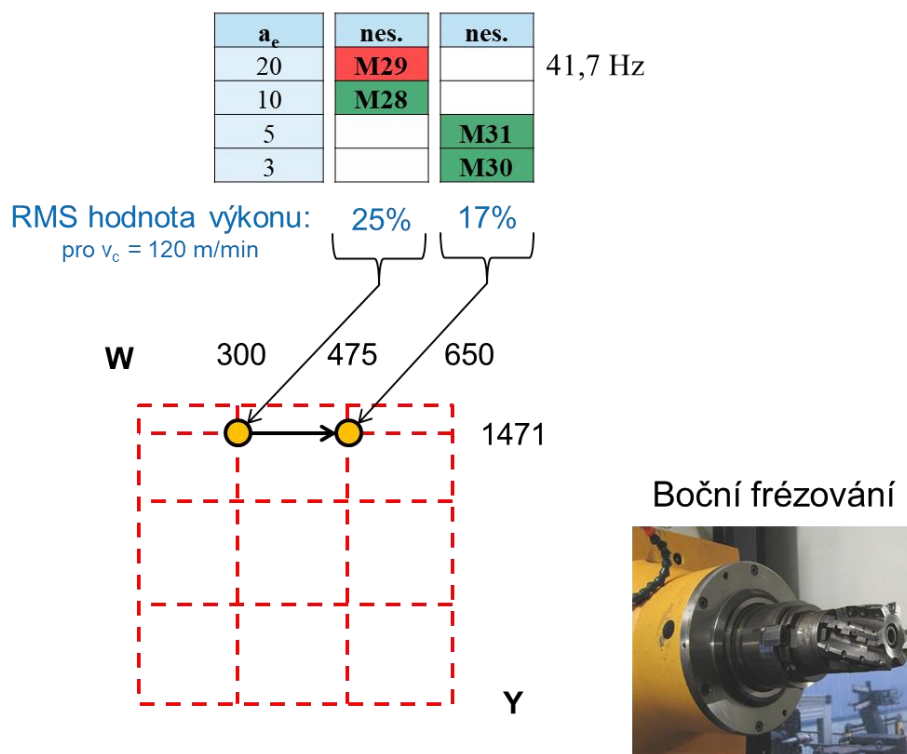 aₑ nes. nes.
20 M29 41,7 Hz
10 M28
5 M31
3 M30
RMS hodnota výkonu: 25% 17%
pro v꜀ = 120 m/min
W 300 475 650
1471
Boční frézování
Y